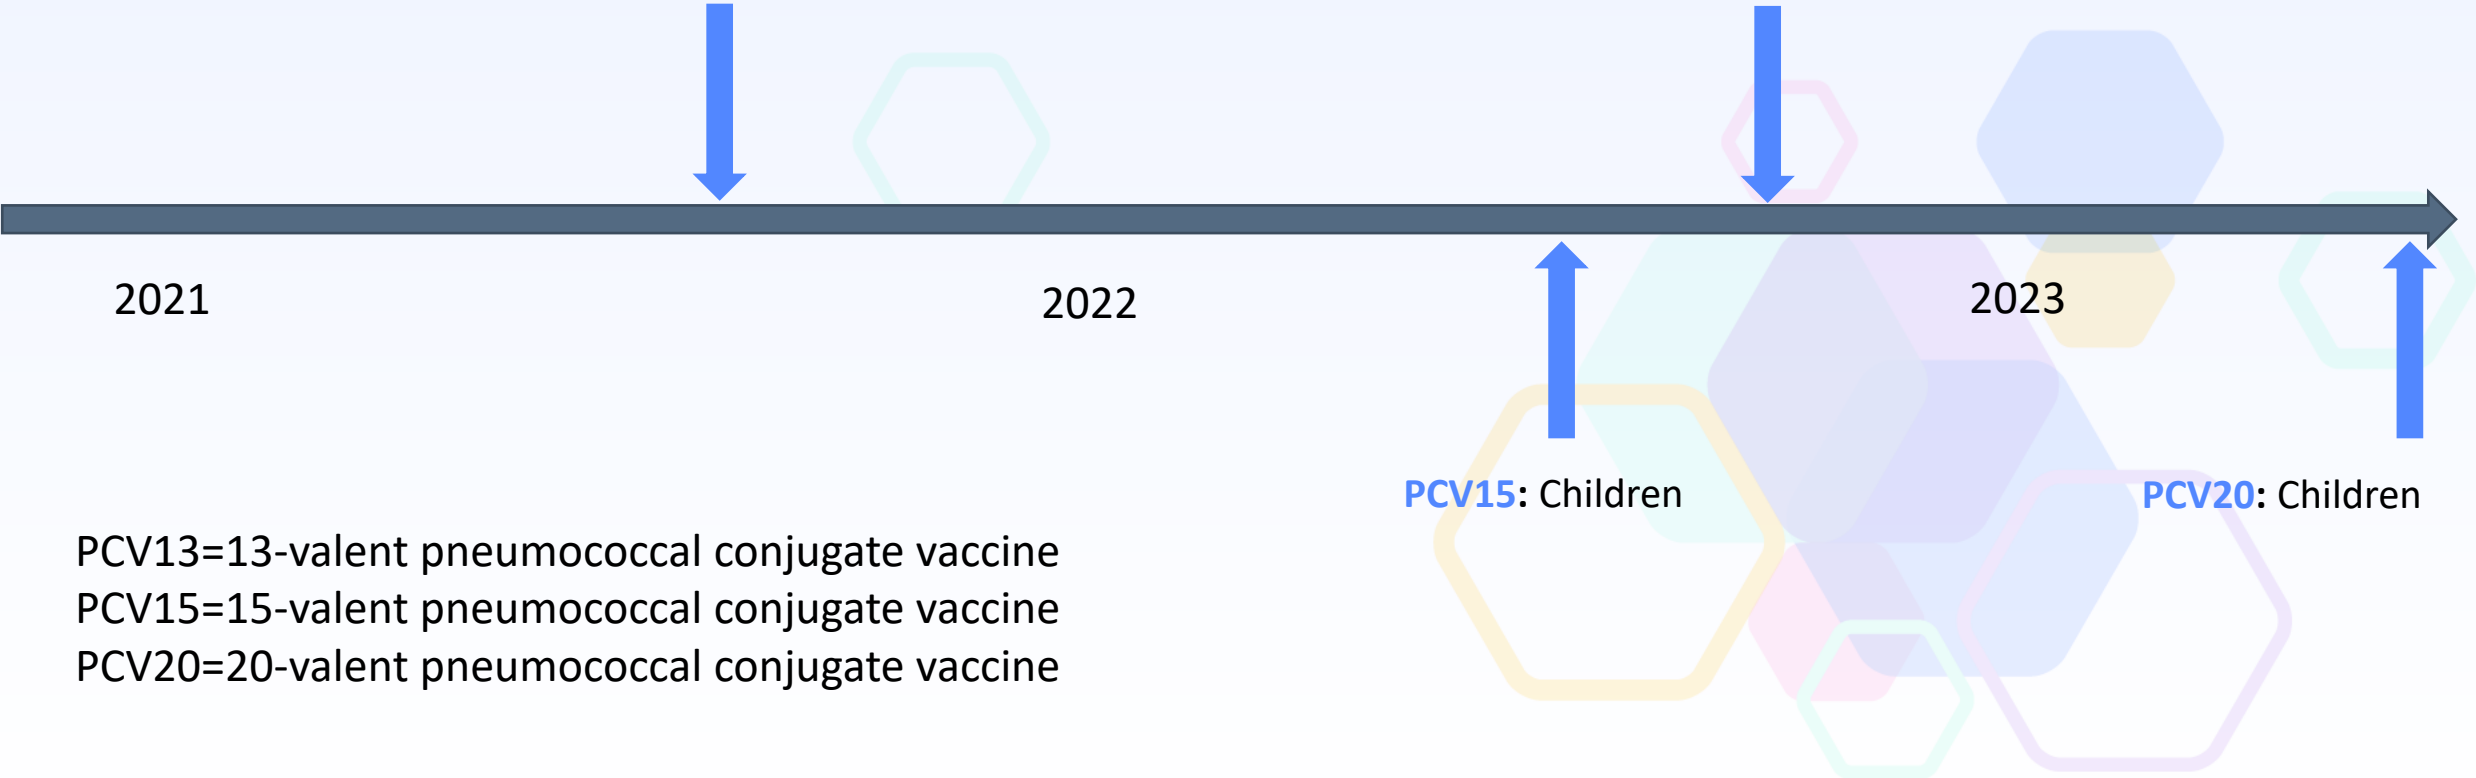 2021
2022
2023
PCV15: Children
PCV20: Children
PCV13=13-valent pneumococcal conjugate vaccine
PCV15=15-valent pneumococcal conjugate vaccine
PCV20=20-valent pneumococcal conjugate vaccine